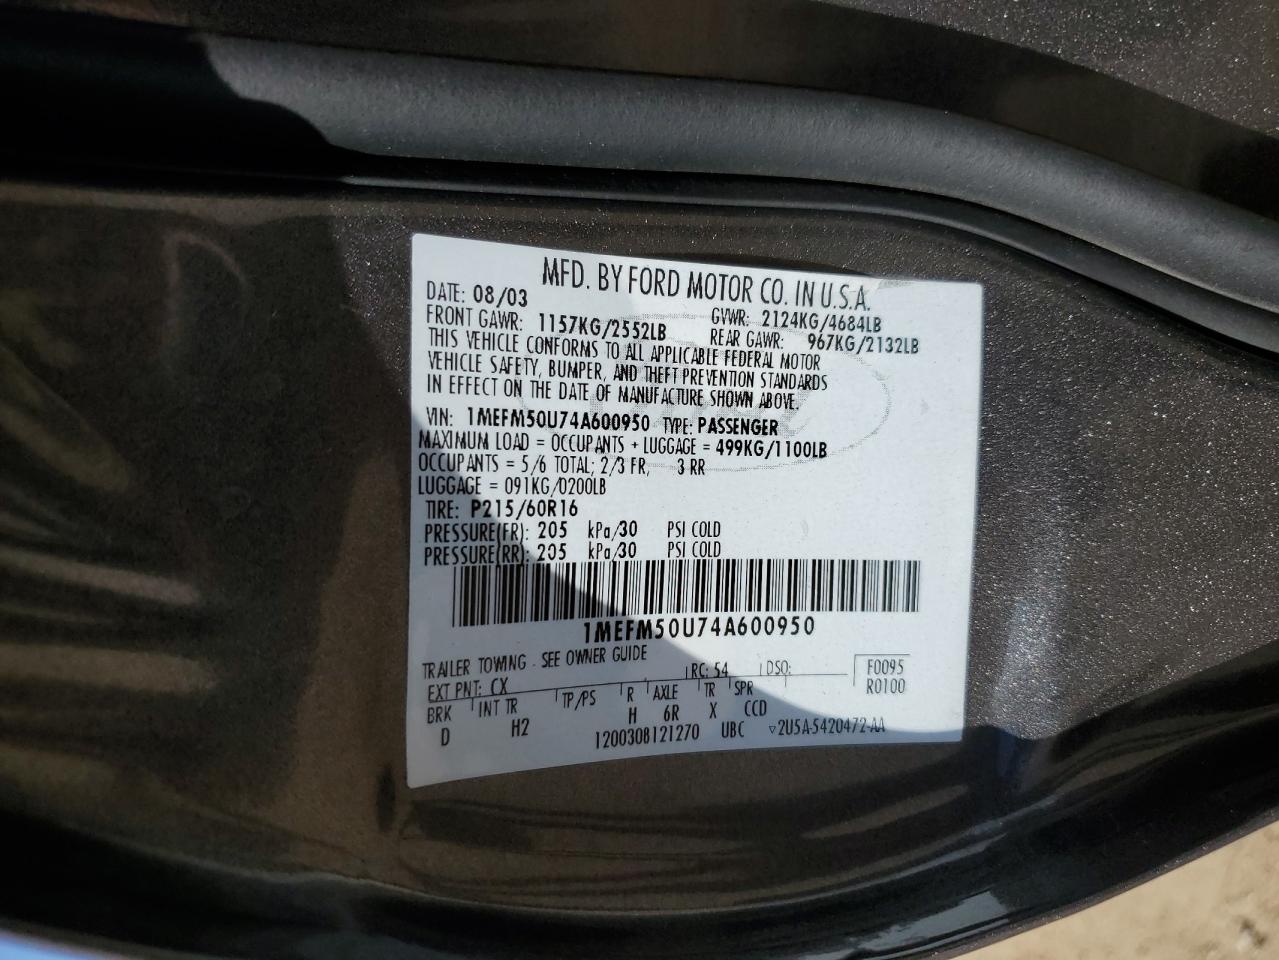 MFD. BY FORD MOTOR CO. IN U.S.A.
DATE: 08/03 GVWR: 2124KG/4684LB
FRONT GAWR: 1157KG/2552LB REAR GAWR: 967KG/2132LB
THIS VEHICLE CONFORMS TO ALL APPLICABLE FEDERAL MOTOR
VEHICLE SAFETY, BUMPER, AND THEFT PREVENTION STANDARDS
IN EFFECT ON THE DATE OF MANUFACTURE SHOWN ABOVE.
VIN: 1MEFM50U74A600950 TYPE: PASSENGER
MAXIMUM LOAD = OCCUPANTS + LUGGAGE = 499KG/1100LB
OCCUPANTS = 5/6 TOTAL; 2/3 FR, 3 RR
LUGGAGE = 091KG/0200LB
TIRE: P215/60R16
PRESSURE(FR): 205 kPa/30 PSI COLD
PRESSURE(RR): 205 kPa/30 PSI COLD
1MEFM50U74A600950
TRAILER TOWING - SEE OWNER GUIDE
EXT PNT: CX RC: 54 DSO: F0095
R0100
BRK INT TR TP/PS R AXLE TR SPR
D H2 H 6R X CCD
1200308121270 UBC ▽2U5A-5420472-AA